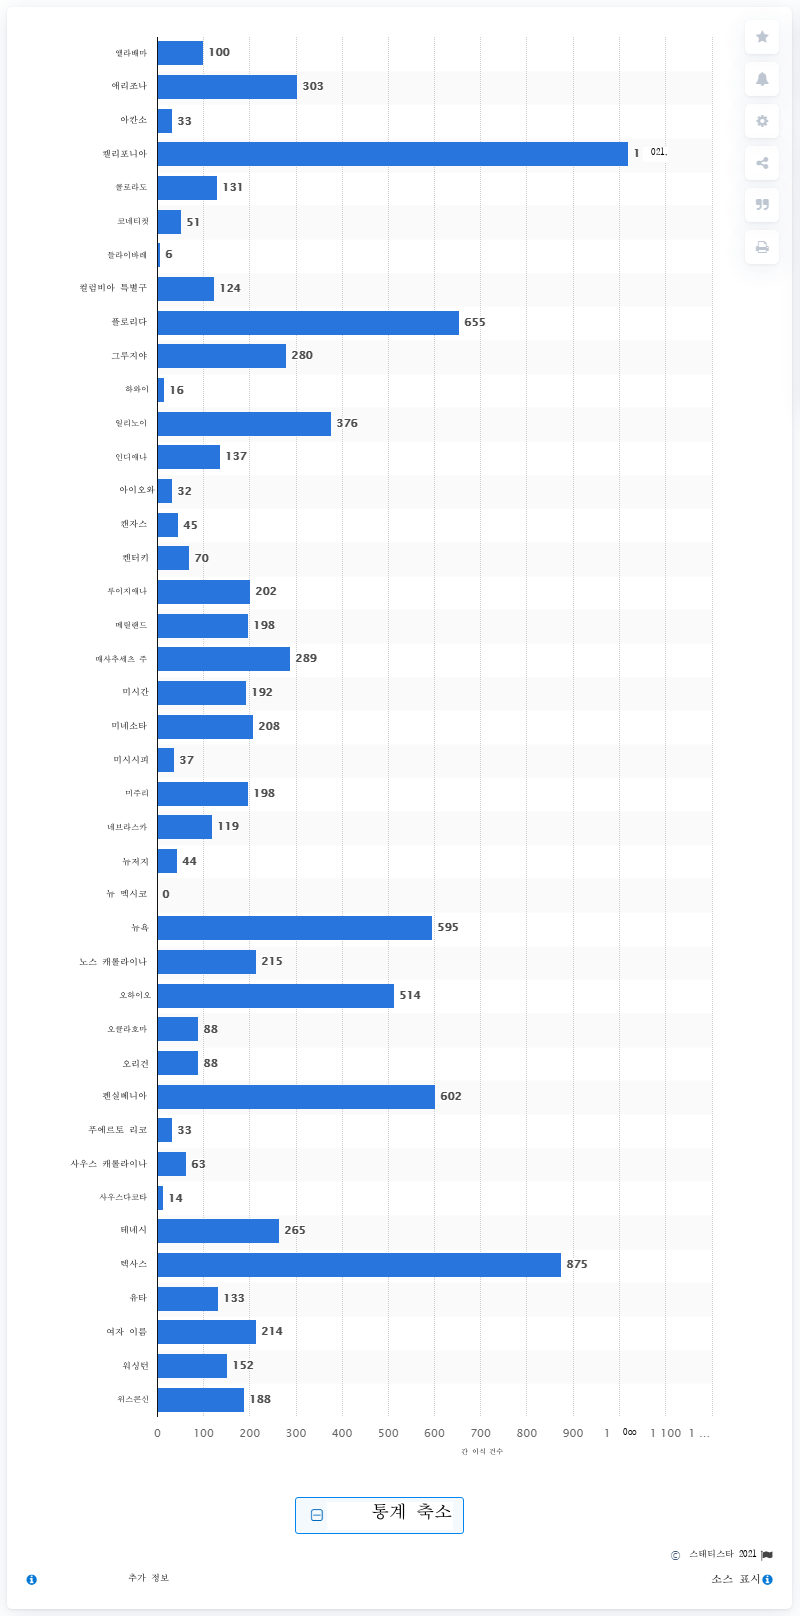 앨라배마 100
에리조나 303
아칸소 33
캘리포니아 1 021.
콜로라도 131
코네티컷 51
들라이바레 6
컬럼비아 특별구 124
플로리다 655
그루지야 280
하와이 16
일리노이 376
인디애나 137
아이오와 32
캔자스 45
켄터키 70
루이지애나 202
메릴랜드 198
매사추세츠 주 289
미시간 192
미네소타 208
미시시피 37
미주리 198
네브라스카 119
뉴저지 44
뉴 멕시코 0
뉴욕 595
노스 캐롤라이나 215
오하이오 514
오클라호마 88
오리건 88
펜실베니아 602
푸에르토 리코 33
사우스 캐롤라이나 63
사우스다코타 14
테네시 265
텍사스 875
유타 133
여자 이름 214
워싱턴 152
위스콘신 188
0 100 200 300 400 500 600 700 800 900 1 0∞ 1 100 1 ...
간 이식 건수
통계 축소
© 스태티스타 2021
추가 정보 소스 표시